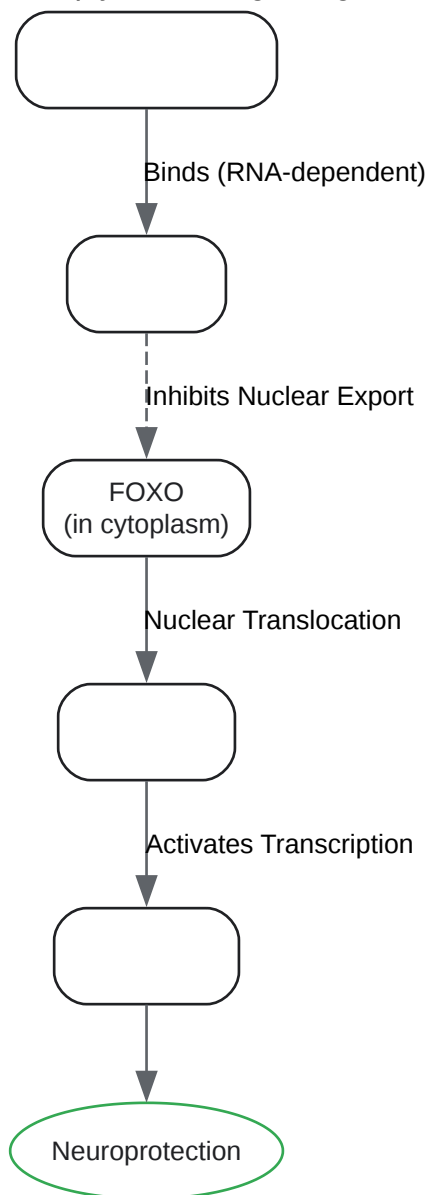 Binds (RNA-dependent)
Inhibits Nuclear Export
FOXO
(in cytoplasm)
Nuclear Translocation
Activates Transcription
Neuroprotection